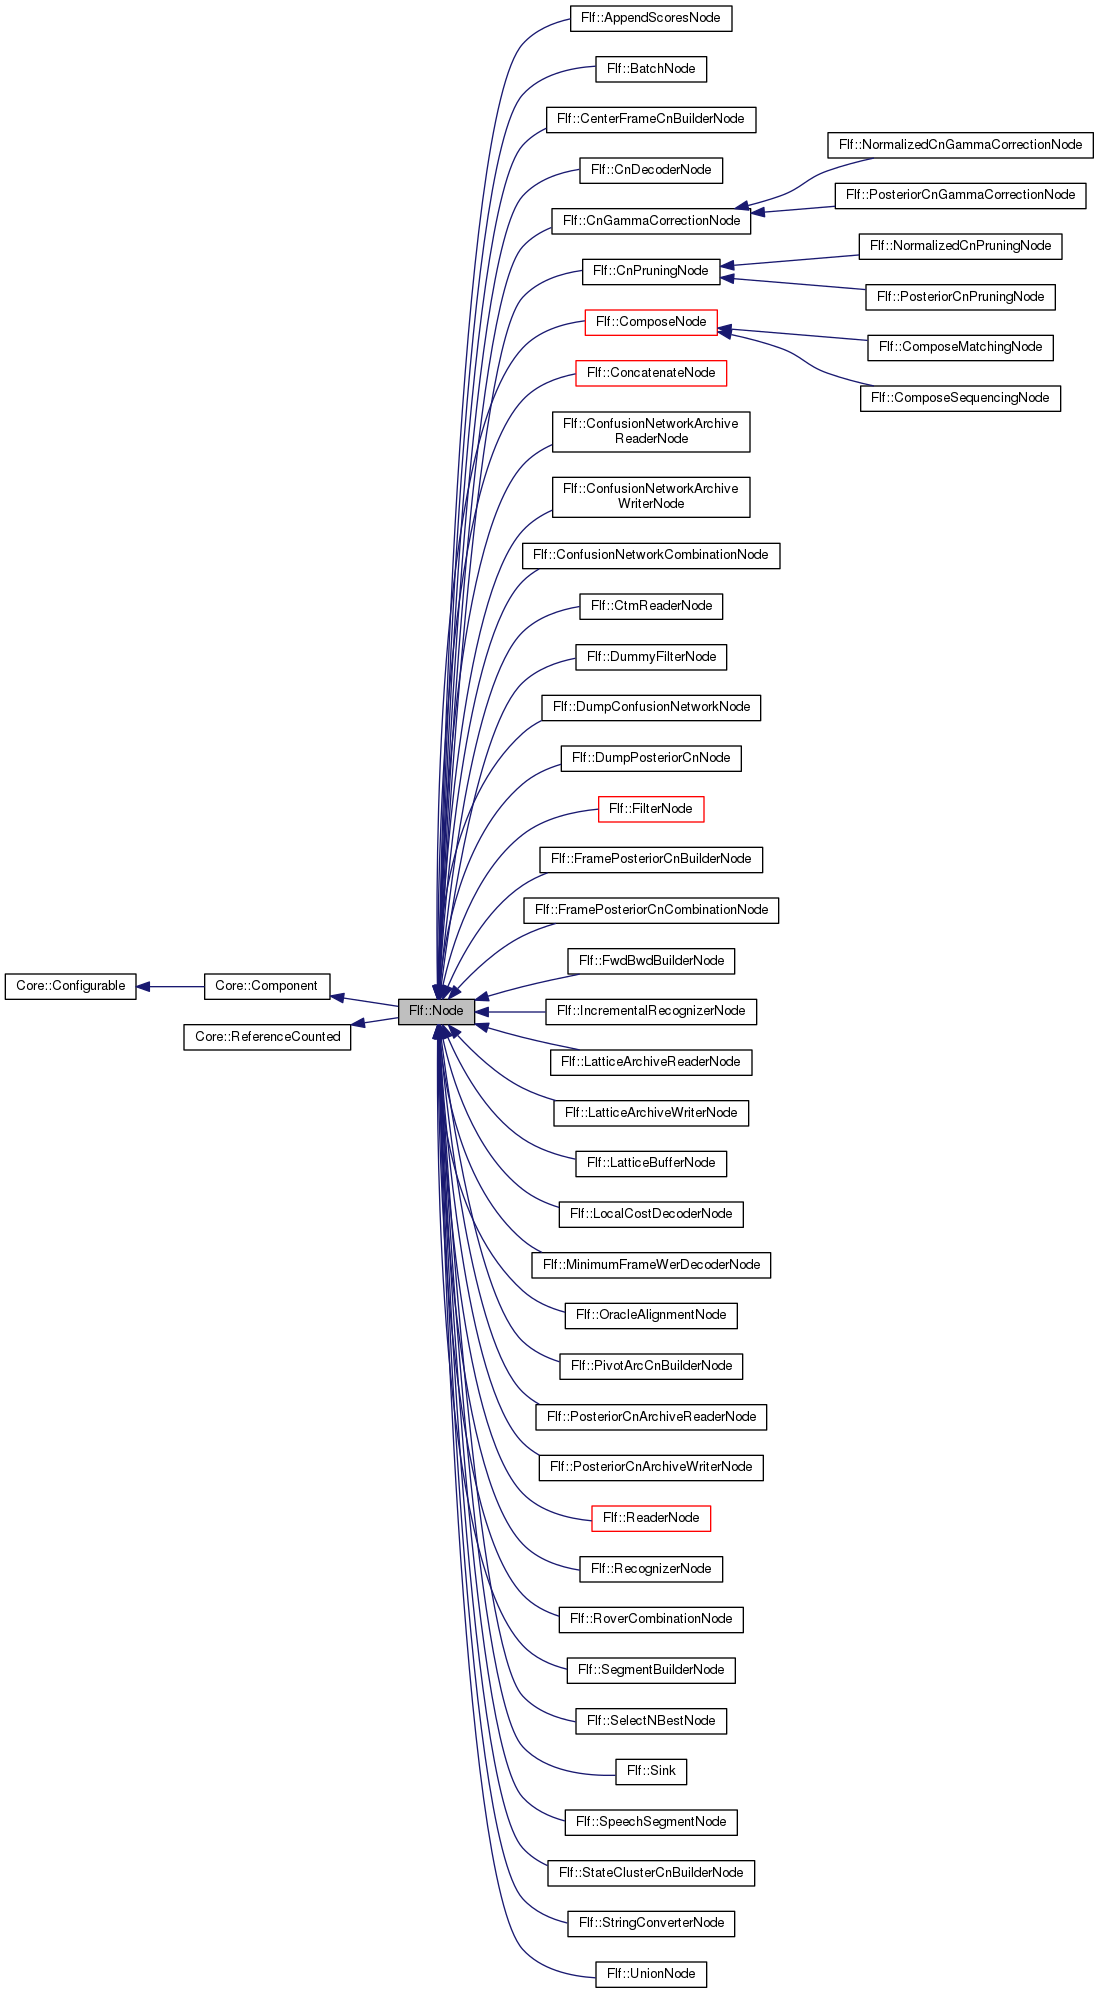 Flf::AppendScoresNode
Flf::BatchNode
Flf::CenterFrameCnBuilderNode
Flf::NormalizedCnGammaCorrectionNode
Flf::CnDecoderNode
Flf::PosteriorCnGammaCorrectionNode
Flf::CnGammaCorrectionNode
Flf::NormalizedCnPruningNode
Flf::CnPruningNode
Flf::PosteriorCnPruningNode
Flf::ComposeNode
Flf::ComposeMatchingNode
Flf::ConcatenateNode
Flf::ComposeSequencingNode
Flf::ConfusionNetworkArchive
ReaderNode
Flf::ConfusionNetworkArchive
WriterNode
Flf::ConfusionNetworkCombinationNode
Flf::CtmReaderNode
Flf::DummyFilterNode
Flf::DumpConfusionNetworkNode
Flf::DumpPosteriorCnNode
Flf::FilterNode
Flf::FramePosteriorCnBuilderNode
Flf::FramePosteriorCnCombinationNode
Flf::FwdBwdBuilderNode
Core::Configurable
Core::Component
Flf::Node
Flf::IncrementalRecognizerNode
Core::ReferenceCounted
Flf::LatticeArchiveReaderNode
Flf::LatticeArchiveWriterNode
Flf::LatticeBufferNode
Flf::LocalCostDecoderNode
Flf::MinimumFrameWerDecoderNode
Flf::OracleAlignmentNode
Flf::PivotArcCnBuilderNode
Flf::PosteriorCnArchiveReaderNode
Flf::PosteriorCnArchiveWriterNode
Flf::ReaderNode
Flf::RecognizerNode
Flf::RoverCombinationNode
Flf::SegmentBuilderNode
Flf::SelectNBestNode
Flf::Sink
Flf::SpeechSegmentNode
Flf::StateClusterCnBuilderNode
Flf::StringConverterNode
Flf::UnionNode